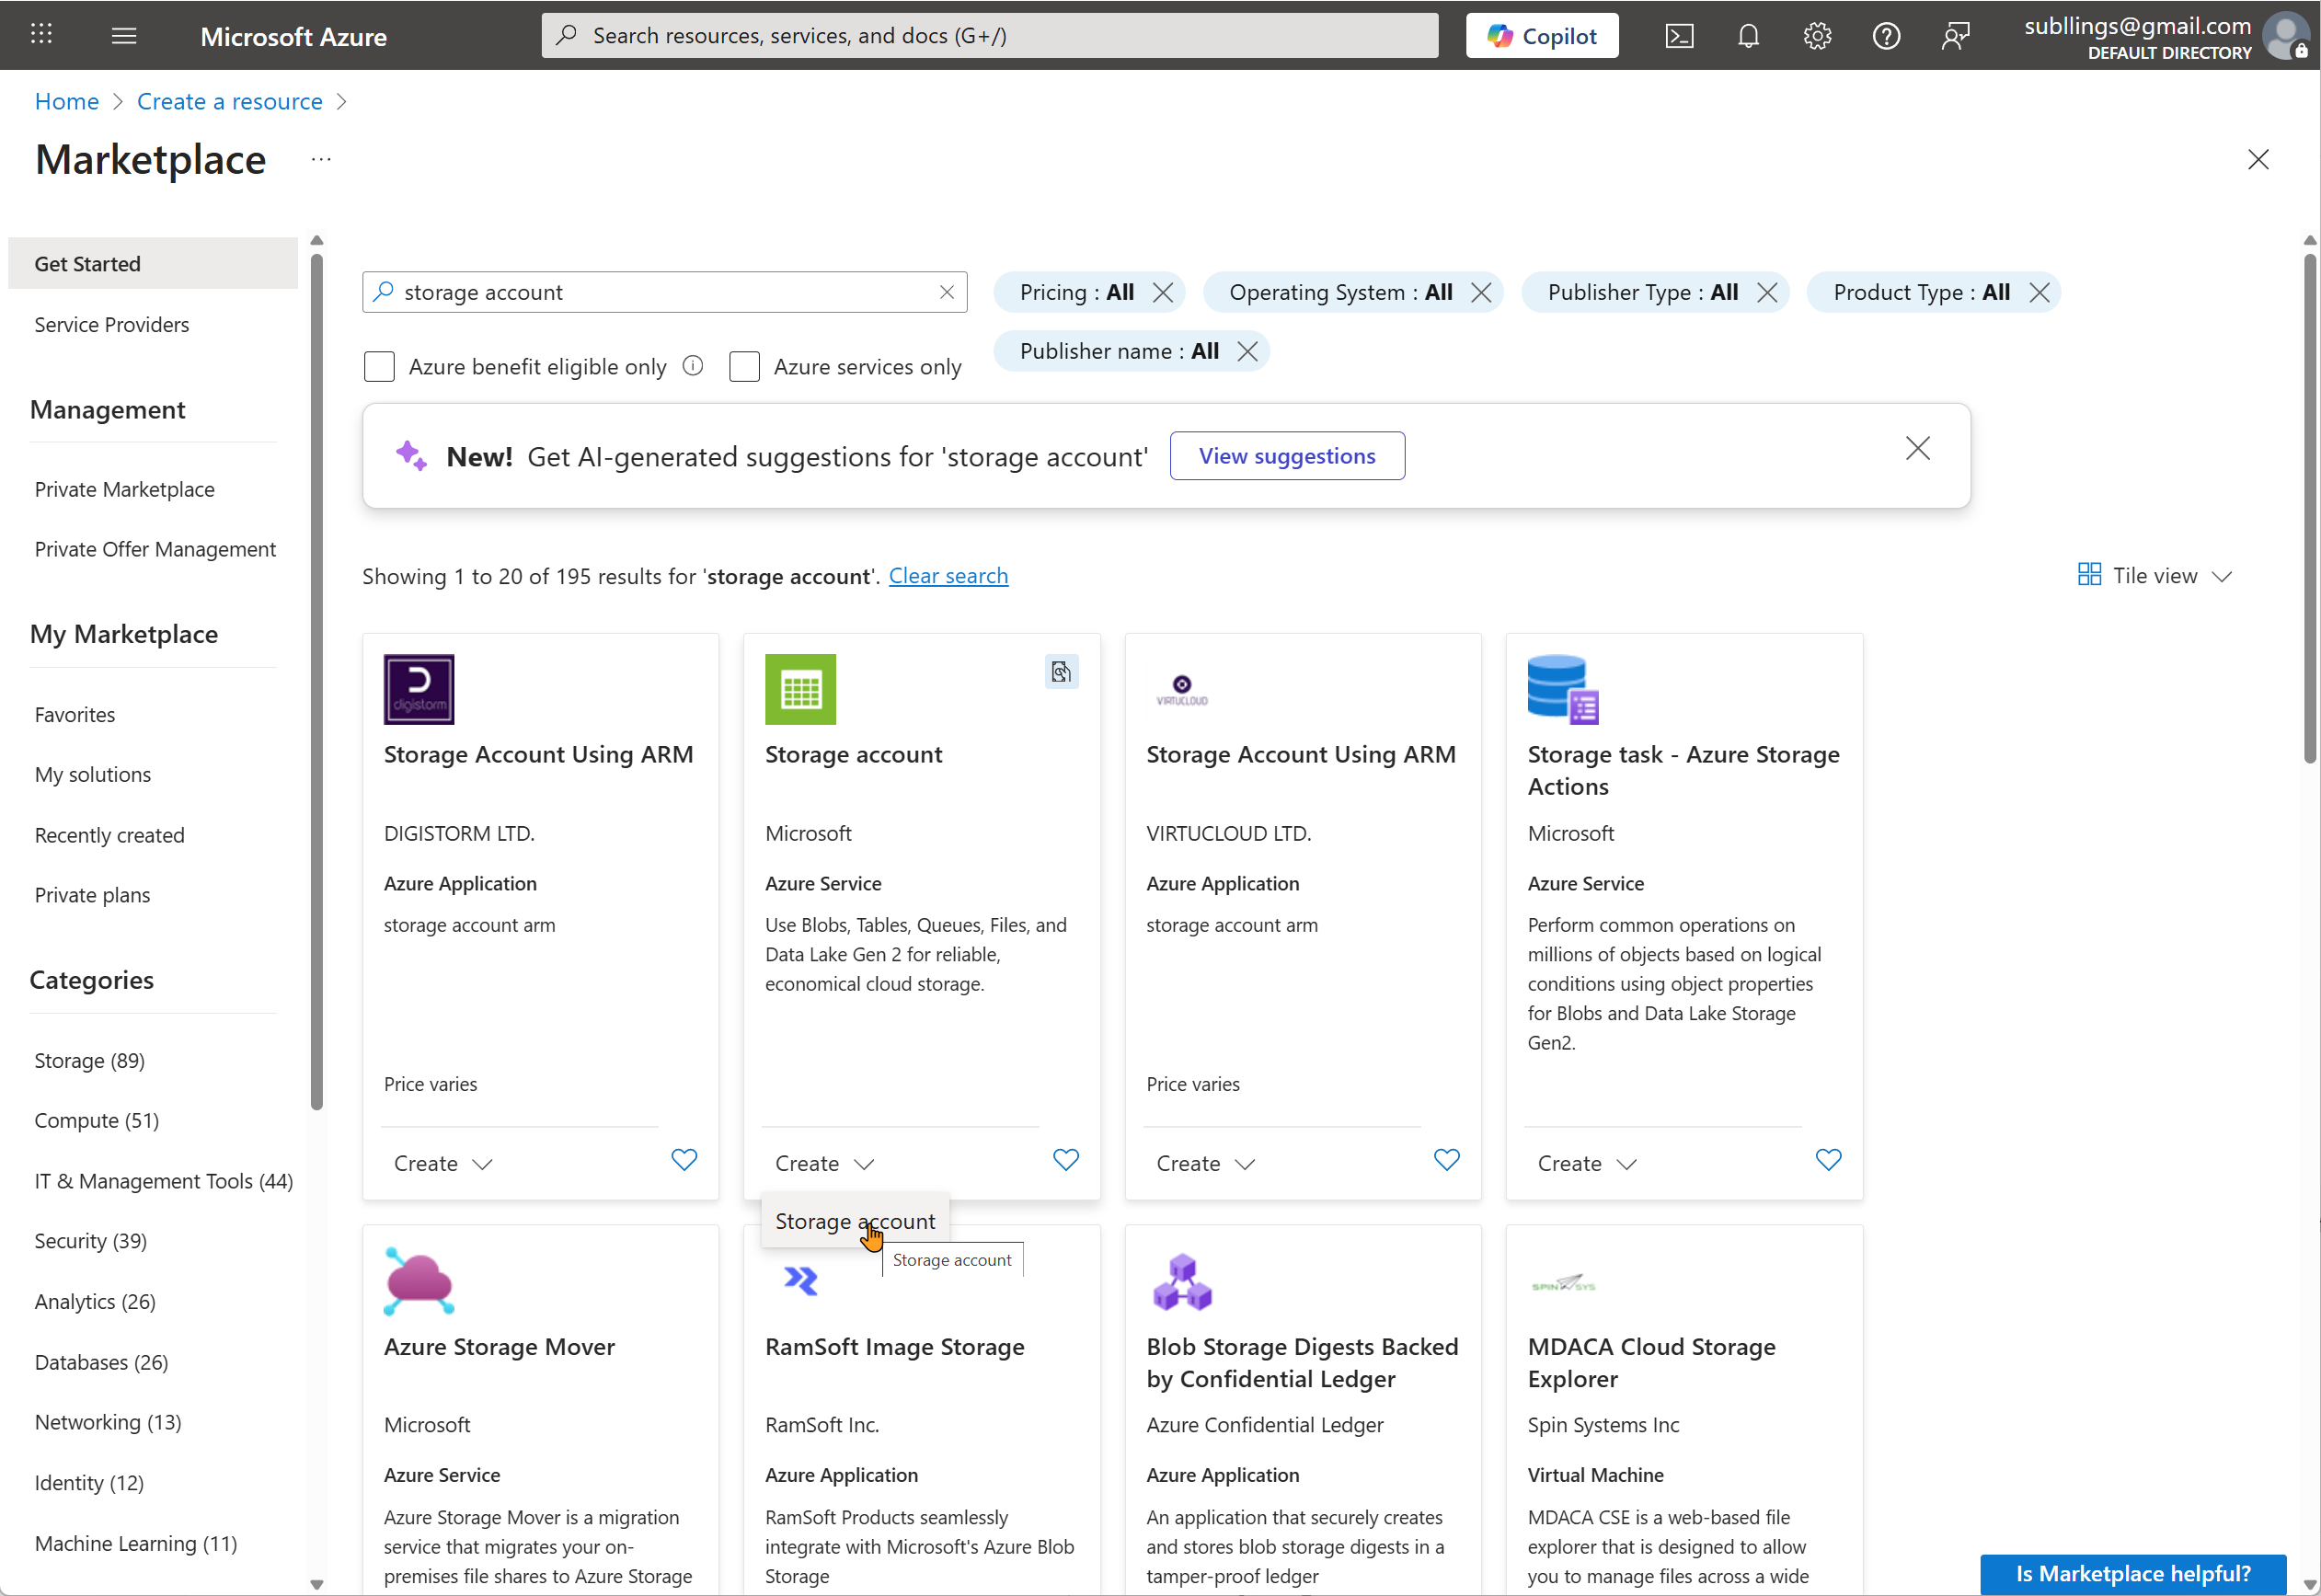 Microsoft Azure
Search resources, services, and docs (G+/)
Copilot
subllings@gmail.com
DEFAULT DIRECTORY
Home
Create a resource
Marketplace
...
Get Started
Service Providers
Management
Private Marketplace
Private Offer Management
My Marketplace
Favorites
My solutions
Recently created
Private plans
Categories
Storage (89)
Compute (51)
IT & Management Tools (44)
Security (39)
Analytics (26)
Databases (26)
Networking (13)
Identity (12)
Machine Learning (11)
storage account
Pricing : All
Operating System : All
Publisher Type : All
Product Type : All
Azure benefit eligible only
Azure services only
Publisher name : All
New! Get AI-generated suggestions for 'storage account'
View suggestions
Showing 1 to 20 of 195 results for 'storage account'. Clear search
Tile view
digistorm
Storage Account Using ARM
DIGISTORM LTD.
Azure Application
storage account arm
Price varies
Create
Storage account
Microsoft
Azure Service
Use Blobs, Tables, Queues, Files, and
Data Lake Gen 2 for reliable,
economical cloud storage.
Create
Storage account
Storage account
VIRTUCLOUD
Storage Account Using ARM
VIRTUCLOUD LTD.
Azure Application
storage account arm
Price varies
Create
Storage task - Azure Storage
Actions
Microsoft
Azure Service
Perform common operations on
millions of objects based on logical
conditions using object properties
for Blobs and Data Lake Storage
Gen2.
Create
Azure Storage Mover
Microsoft
Azure Service
Azure Storage Mover is a migration
service that migrates your on-
premises file shares to Azure Storage
RamSoft Image Storage
RamSoft Inc.
Azure Application
RamSoft Products seamlessly
integrate with Microsoft's Azure Blob
Storage
Blob Storage Digests Backed
by Confidential Ledger
Azure Confidential Ledger
Azure Application
An application that securely creates
and stores blob storage digests in a
tamper-proof ledger
SPIN SYS
MDACA Cloud Storage
Explorer
Spin Systems Inc
Virtual Machine
MDACA CSE is a web-based file
explorer that is designed to allow
you to manage files across a wide
Is Marketplace helpful?